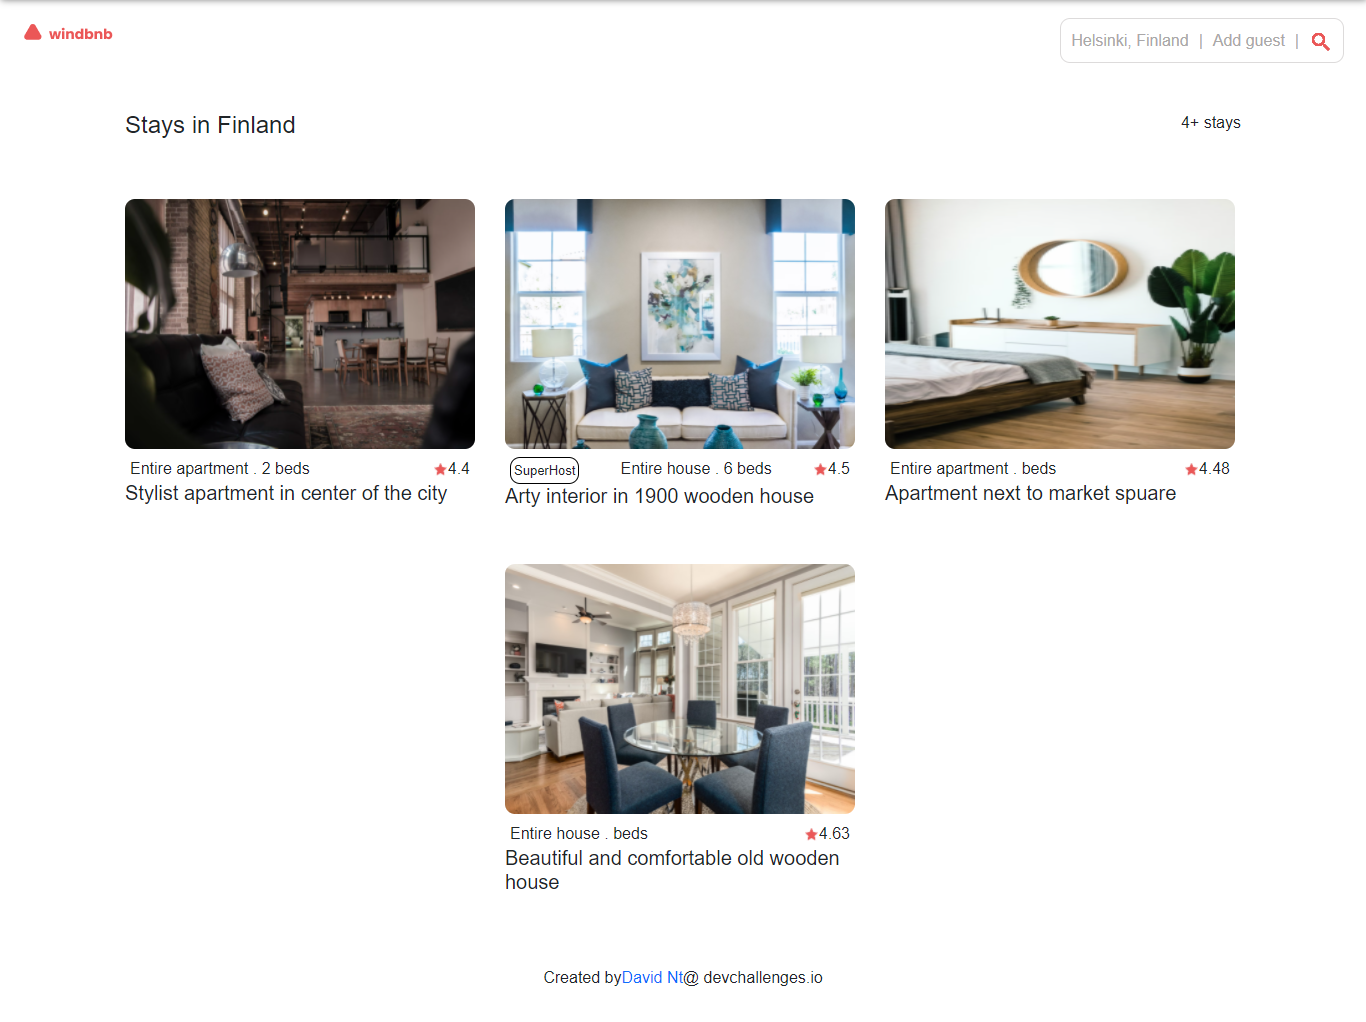 windbnb
Helsinki, Finland | Add guest |
Stays in Finland
4+ stays
Entire apartment . 2 beds
4.4
Stylist apartment in center of the city
SuperHost
Entire house . 6 beds
4.5
Arty interior in 1900 wooden house
Entire apartment . beds
4.48
Apartment next to market spuare
Entire house . beds
4.63
Beautiful and comfortable old wooden
house
Created byDavid Nt@ devchallenges.io